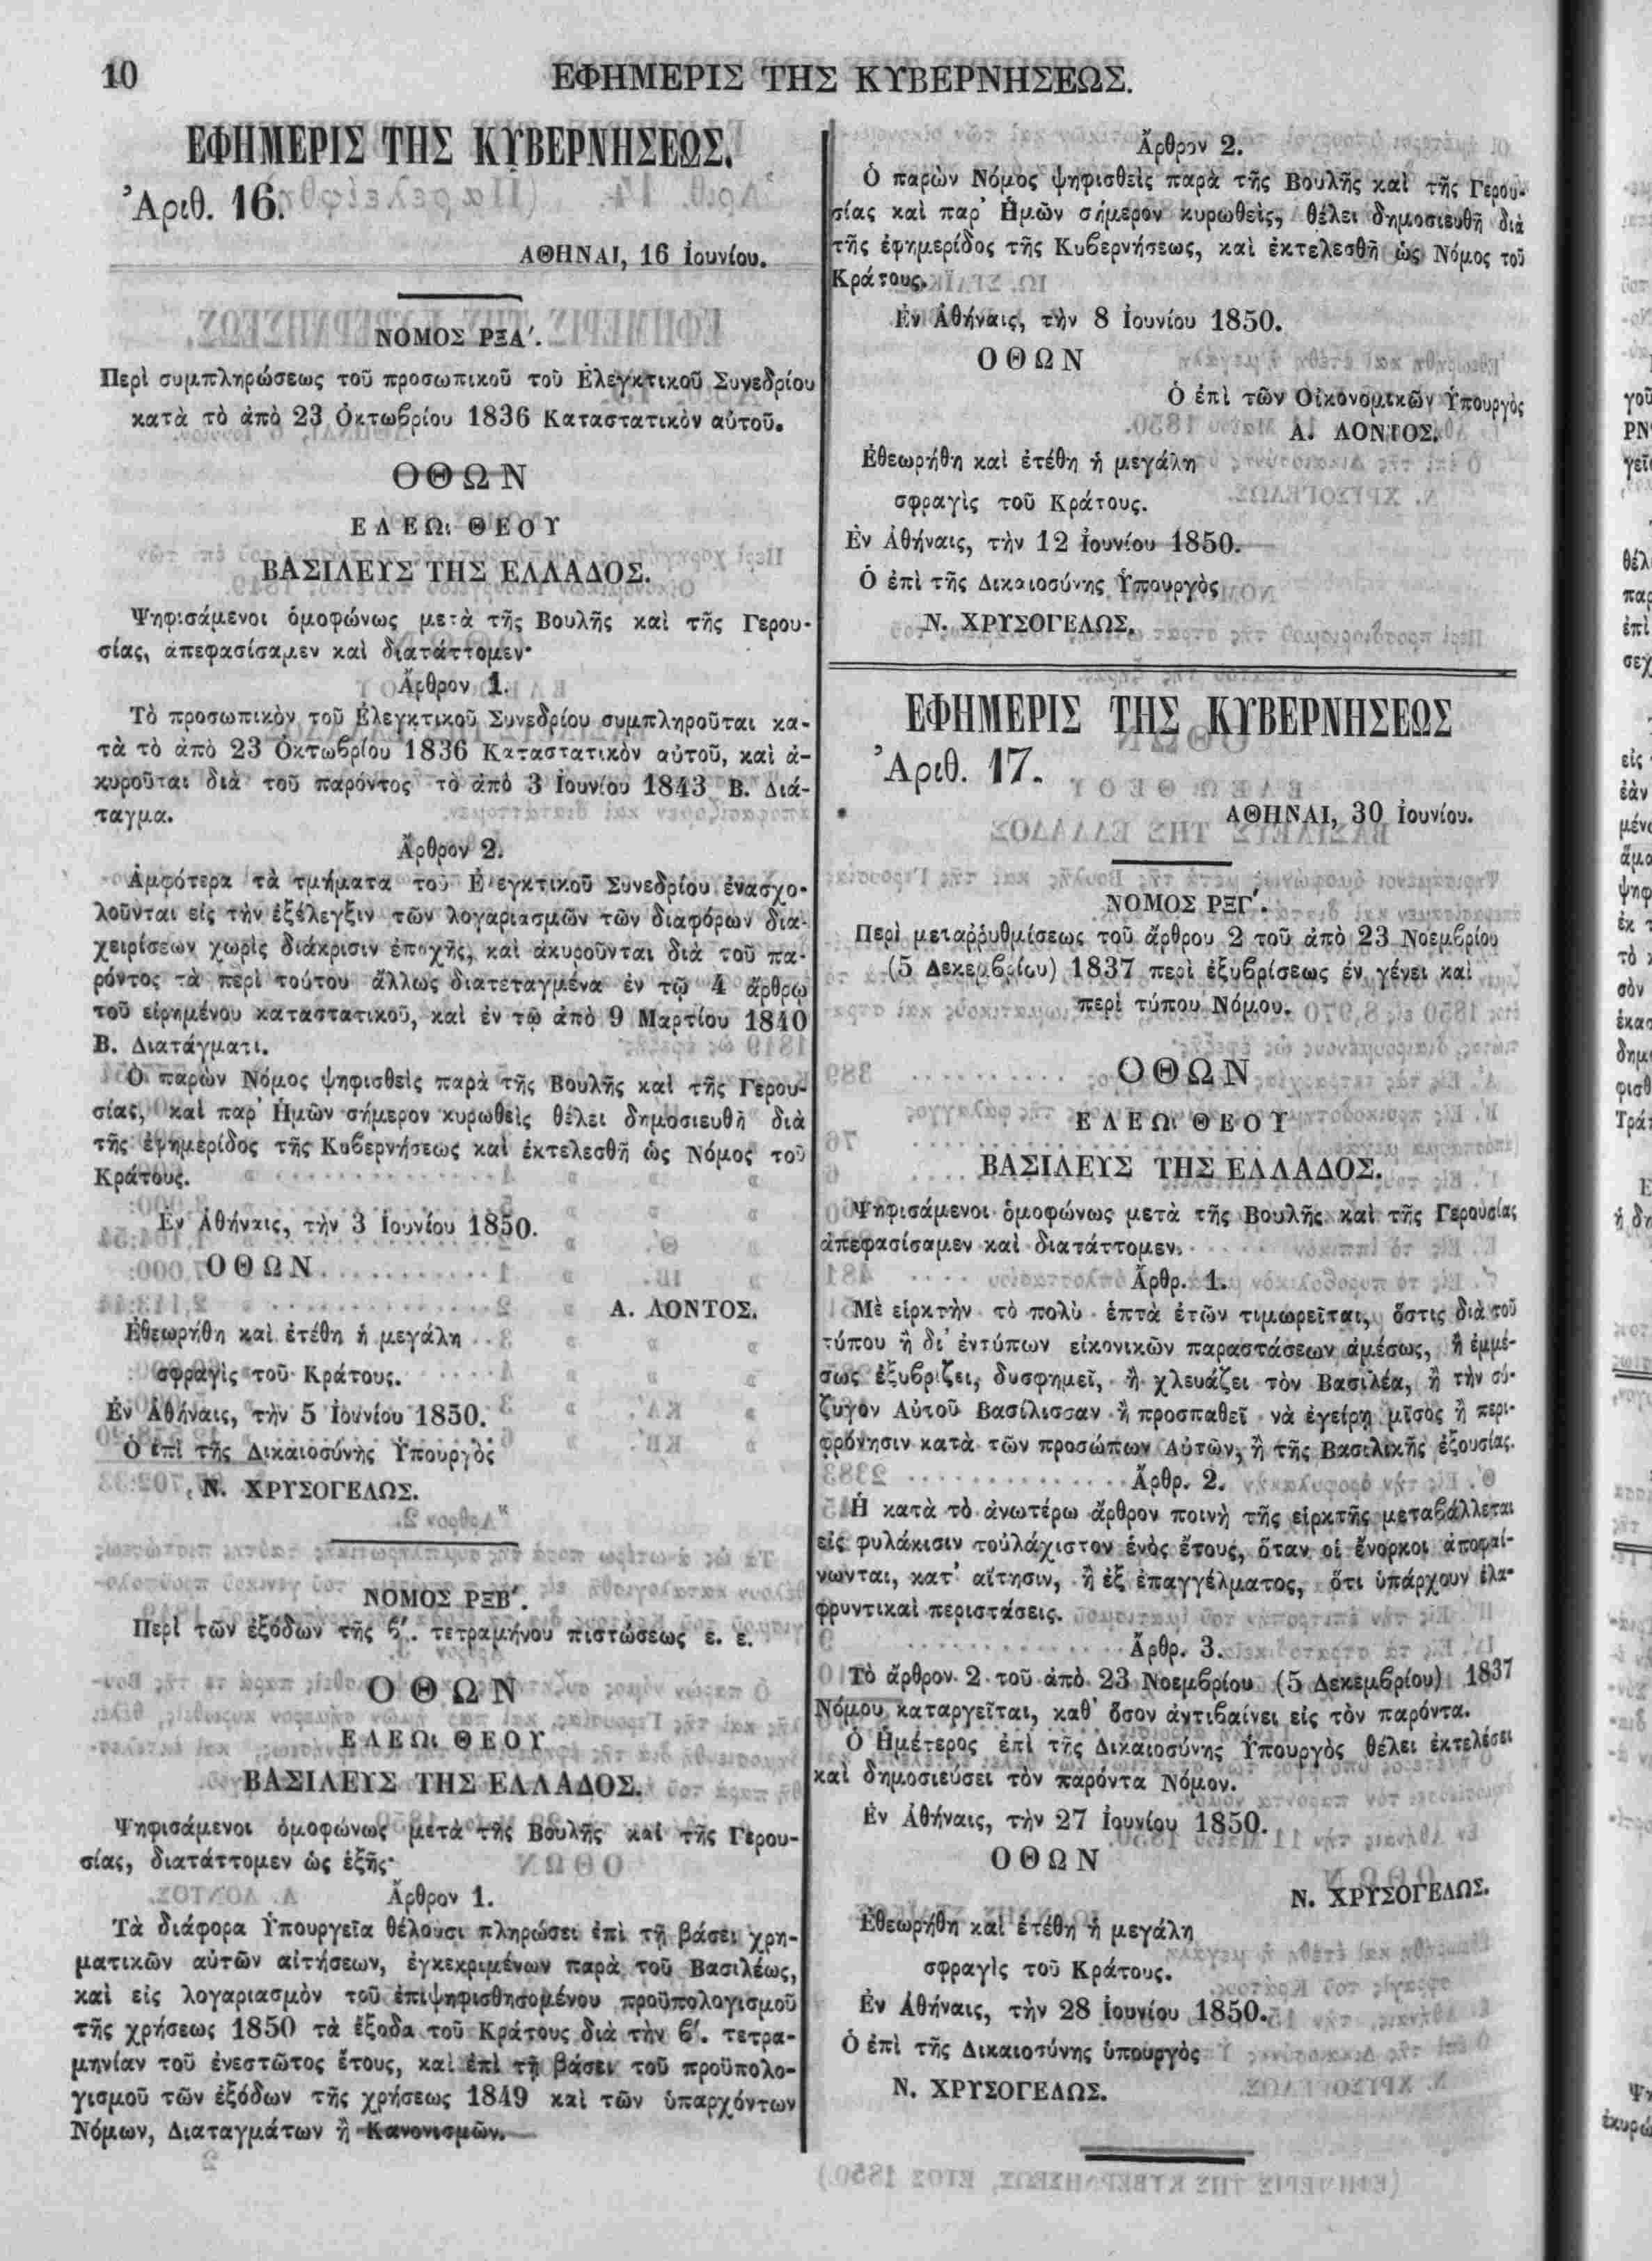 10
ΕΦΗΜΕΡΙΣ ΤΗΣ ΚΥΒΕΡΝΗΣΕΩΣ.
ΕΦΗΜΕΡΙΣ ΤΗΣ ΚΥΒΕΡΝΗΣΕΩΣ.
Ἀριθ. 16.
ΑΘΗΝΑΙ, 16 Ἰουνίου.
ΝΟΜΟΣ ΡΞΑ΄.
Περὶ συμπληρώσεως τοῦ προσωπικοῦ τοῦ Ἐλεγκτικοῦ Συνεδρίου
κατὰ τὸ ἀπὸ 23 Ὀκτωβρίου 1836 Καταστατικὸν αὐτοῦ.
ΟΘΩΝ
ΕΛΕΩι ΘΕΟΥ
ΒΑΣΙΛΕΥΣ ΤΗΣ ΕΛΛΑΔΟΣ.
Ψηφισάμενοι ὁμοφώνως μετὰ τῆς Βουλῆς καὶ τῆς Γερου-
σίας, ἀπεφασίσαμεν καὶ διατάττομεν·
Ἄρθρον 1.
Τὸ προσωπικὸν τοῦ Ἐλεγκτικοῦ Συνεδρίου συμπληροῦται κα-
τὰ τὸ ἀπὸ 23 Ὀκτωβρίου 1836 Καταστατικὸν αὐτοῦ, καὶ ἀ-
κυροῦται διὰ τοῦ παρόντος τὸ ἀπὸ 3 Ἰουνίου 1843 Β. Διά-
ταγμα.
Ἄρθρον 2.
Ἀμφότερα τὰ τμήματα τοῦ Ἐλεγκτικοῦ Συνεδρίου ἐνασχο-
λοῦνται εἰς τὴν ἐξέλεγξιν τῶν λογαριασμῶν τῶν διαφόρων δια-
χειρίσεων χωρὶς διάκρισιν ἐποχῆς, καὶ ἀκυροῦνται διὰ τοῦ πα-
ρόντος τὰ περὶ τούτου ἄλλως διατεταγμένα ἐν τῷ 4 ἄρθρῳ
τοῦ εἰρημένου καταστατικοῦ, καὶ ἐν τῷ ἀπὸ 9 Μαρτίου 1840
Β. Διατάγματι.
Ὁ παρὼν Νόμος ψηφισθεὶς παρὰ τῆς Βουλῆς καὶ τῆς Γερου-
σίας, καὶ παρ' Ἡμῶν σήμερον κυρωθεὶς θέλει δημοσιευθῆ διὰ
τῆς ἐφημερίδος τῆς Κυβερνήσεως καὶ ἐκτελεσθῆ ὡς Νόμος τοῦ
Κράτους.
Ἐν Ἀθήναις, τὴν 3 Ἰουνίου 1850.
ΟΘΩΝ
Α. ΛΟΝΤΟΣ.
Ἐθεωρήθη καὶ ἐτέθη ἡ μεγάλη
σφραγὶς τοῦ Κράτους.
Ἐν Ἀθήναις, τὴν 5 Ἰουνίου 1850.
Ὁ ἐπὶ τῆς Δικαιοσύνης Ὑπουργὸς
Ν. ΧΡΥΣΟΓΕΛΩΣ.
ΝΟΜΟΣ ΡΞΒ΄.
Περὶ τῶν ἐξόδων τῆς β΄. τετραμήνου πιστώσεως ε. ε.
ΟΘΩΝ
ΕΛΕΩι ΘΕΟΥ
ΒΑΣΙΛΕΥΣ ΤΗΣ ΕΛΛΑΔΟΣ.
Ψηφισάμενοι ὁμοφώνως μετὰ τῆς Βουλῆς καὶ τῆς Γερου-
σίας, διατάττομεν ὡς ἑξῆς·
Ἄρθρον 1.
Τὰ διάφορα Ὑπουργεῖα θέλουσι πληρώσει ἐπὶ τῇ βάσει χρη-
ματικῶν αὐτῶν αἰτήσεων, ἐγκεκριμένων παρὰ τοῦ Βασιλέως,
καὶ εἰς λογαριασμὸν τοῦ ἐπιψηφισθησομένου προϋπολογισμοῦ
τῆς χρήσεως 1850 τὰ ἔξοδα τοῦ Κράτους διὰ τὴν β΄. τετρα-
μηνίαν τοῦ ἐνεστῶτος ἔτους, καὶ ἐπὶ τῇ βάσει τοῦ προϋπολο-
γισμοῦ τῶν ἐξόδων τῆς χρήσεως 1849 καὶ τῶν ὑπαρχόντων
Νόμων, Διαταγμάτων ἢ Κανονισμῶν.
2
Ἄρθρον 2.
Ὁ παρὼν Νόμος ψηφισθεὶς παρὰ τῆς Βουλῆς καὶ τῆς Γερου-
σίας καὶ παρ' Ἡμῶν σήμερον κυρωθεὶς, θέλει δημοσιευθῆ διὰ
τῆς ἐφημερίδος τῆς Κυβερνήσεως, καὶ ἐκτελεσθῆ ὡς Νόμος τοῦ
Κράτους.
Ἐν Ἀθήναις, τὴν 8 Ἰουνίου 1850.
ΟΘΩΝ
Ὁ ἐπὶ τῶν Οἰκονομικῶν Ὑπουργὸς
Α. ΛΟΝΤΟΣ.
Ἐθεωρήθη καὶ ἐτέθη ἡ μεγάλη
σφραγὶς τοῦ Κράτους.
Ἐν Ἀθήναις, τὴν 12 Ἰουνίου 1850.
Ὁ ἐπὶ τῆς Δικαιοσύνης Ὑπουργὸς
Ν. ΧΡΥΣΟΓΕΛΩΣ.
ΕΦΗΜΕΡΙΣ ΤΗΣ ΚΥΒΕΡΝΗΣΕΩΣ
Ἀριθ. 17.
ΑΘΗΝΑΙ, 30 Ἰουνίου.
ΝΟΜΟΣ ΡΞΓ΄.
Περὶ μεταῤῥυθμίσεως τοῦ ἄρθρου 2 τοῦ ἀπὸ 23 Νοεμβρίου
(5 Δεκεμβρίου) 1837 περὶ ἐξυβρίσεως ἐν γένει καὶ
περὶ τύπου Νόμου.
ΟΘΩΝ
ΕΛΕΩι ΘΕΟΥ
ΒΑΣΙΛΕΥΣ ΤΗΣ ΕΛΛΑΔΟΣ.
Ψηφισάμενοι ὁμοφώνως μετὰ τῆς Βουλῆς καὶ τῆς Γερουσίας
ἀπεφασίσαμεν καὶ διατάττομεν.
Ἄρθρ. 1.
Μὲ εἱρκτὴν τὸ πολὺ ἑπτὰ ἐτῶν τιμωρεῖται, ὅστις διὰ τοῦ
τύπου ἢ δι' ἐντύπων εἰκονικῶν παραστάσεων ἀμέσως, ἢ ἐμμέ-
σως ἐξυβρίζει, δυσφημεῖ, ἢ χλευάζει τὸν Βασιλέα, ἢ τὴν σύ-
ζυγον Αὐτοῦ Βασίλισσαν ἢ προσπαθεῖ νὰ ἐγείρῃ μῖσος ἢ περι-
φρόνησιν κατὰ τῶν προσώπων Αὐτῶν, ἢ τῆς Βασιλικῆς ἐξουσίας.
Ἄρθρ. 2.
Ἡ κατὰ τὸ ἀνωτέρω ἄρθρον ποινὴ τῆς εἱρκτῆς μεταβάλλεται
εἰς φυλάκισιν τοὐλάχιστον ἑνὸς ἔτους, ὅταν οἱ ἔνορκοι ἀποφαί-
νωνται, κατ' αἴτησιν, ἢ ἐξ ἐπαγγέλματος, ὅτι ὑπάρχουν ἐλα-
φρυντικαὶ περιστάσεις.
Ἄρθρ. 3.
Τὸ ἄρθρον 2 τοῦ ἀπὸ 23 Νοεμβρίου (5 Δεκεμβρίου) 1837
Νόμου καταργεῖται, καθ' ὅσον ἀντιβαίνει εἰς τὸν παρόντα.
Ὁ Ἡμέτερος ἐπὶ τῆς Δικαιοσύνης Ὑπουργὸς θέλει ἐκτελέσει
καὶ δημοσιεύσει τὸν παρόντα Νόμον.
Ἐν Ἀθήναις, τὴν 27 Ἰουνίου 1850.
ΟΘΩΝ
Ν. ΧΡΥΣΟΓΕΛΩΣ.
Ἐθεωρήθη καὶ ἐτέθη ἡ μεγάλη
σφραγὶς τοῦ Κράτους.
Ἐν Ἀθήναις, τὴν 28 Ἰουνίου 1850.
Ὁ ἐπὶ τῆς Δικαιοσύνης ὑπουργὸς
Ν. ΧΡΥΣΟΓΕΛΩΣ.